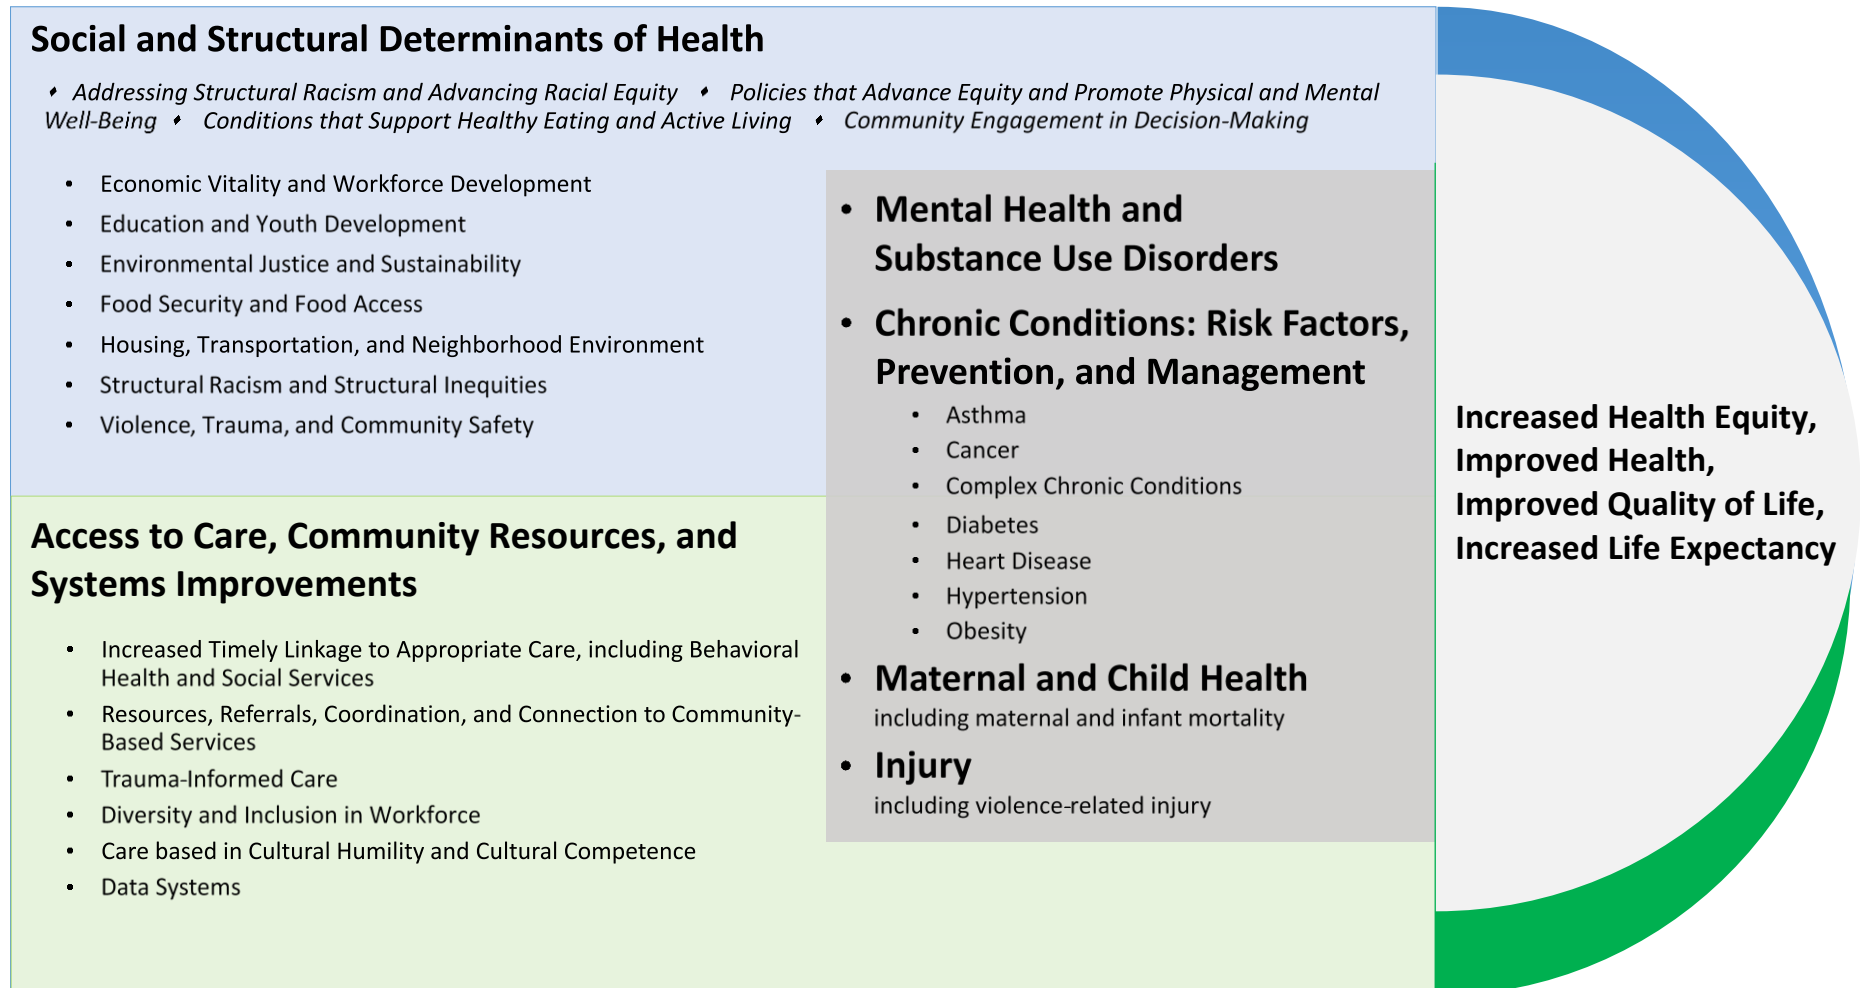 Social and Structural Determinants of Health
⬧ Addressing Structural Racism and Advancing Racial Equity ⬧ Policies that Advance Equity and Promote Physical and Mental
Well-Being ⬧ Conditions that Support Healthy Eating and Active Living ⬧ Community Engagement in Decision-Making
• Economic Vitality and Workforce Development
• Education and Youth Development
• Environmental Justice and Sustainability
• Food Security and Food Access
• Housing, Transportation, and Neighborhood Environment
• Structural Racism and Structural Inequities
• Violence, Trauma, and Community Safety
Access to Care, Community Resources, and
Systems Improvements
• Increased Timely Linkage to Appropriate Care, including Behavioral
Health and Social Services
• Resources, Referrals, Coordination, and Connection to Community-
Based Services
• Trauma-Informed Care
• Diversity and Inclusion in Workforce
• Care based in Cultural Humility and Cultural Competence
• Data Systems
• Mental Health and
Substance Use Disorders
• Chronic Conditions: Risk Factors,
Prevention, and Management
• Asthma
• Cancer
• Complex Chronic Conditions
• Diabetes
• Heart Disease
• Hypertension
• Obesity
• Maternal and Child Health
including maternal and infant mortality
• Injury
including violence-related injury
Increased Health Equity,
Improved Health,
Improved Quality of Life,
Increased Life Expectancy